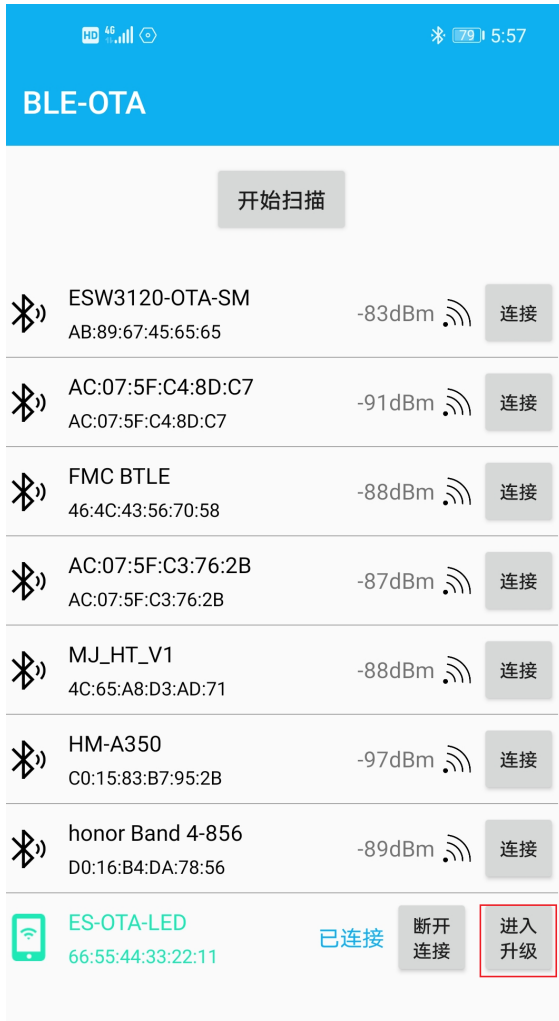 HD 4G 79 5:57
BLE-OTA
开始扫描
ESW3120-OTA-SM
AB:89:67:45:65:65
-83dBm 连接
AC:07:5F:C4:8D:C7
AC:07:5F:C4:8D:C7
-91dBm 连接
FMC BTLE
46:4C:43:56:70:58
-88dBm 连接
AC:07:5F:C3:76:2B
AC:07:5F:C3:76:2B
-87dBm 连接
MJ_HT_V1
4C:65:A8:D3:AD:71
-88dBm 连接
HM-A350
C0:15:83:B7:95:2B
-97dBm 连接
honor Band 4-856
D0:16:B4:DA:78:56
-89dBm 连接
ES-OTA-LED
66:55:44:33:22:11
已连接
断开
连接
进入
升级